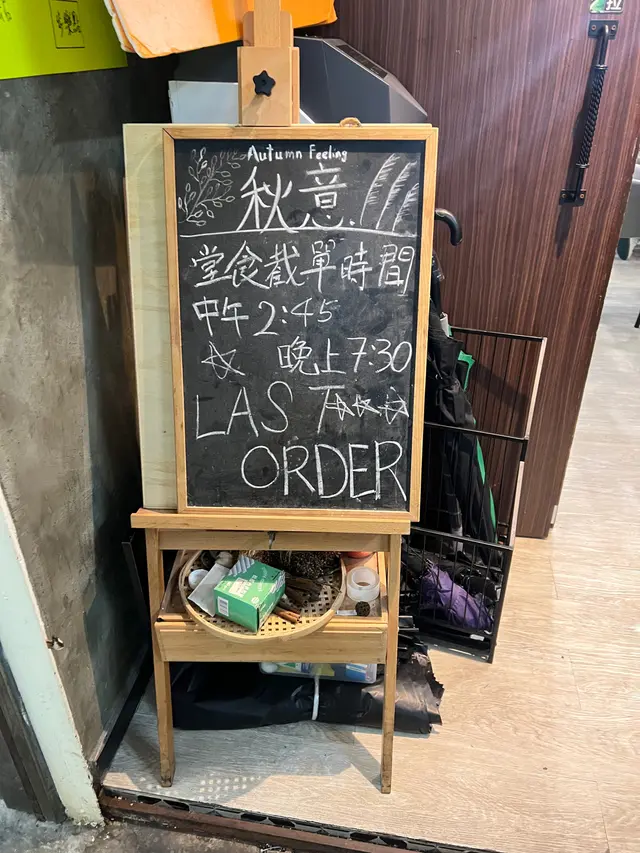 Autumn Feeling
秋意
堂食截單時間
中午2:45
晚上7:30
LAST
ORDER